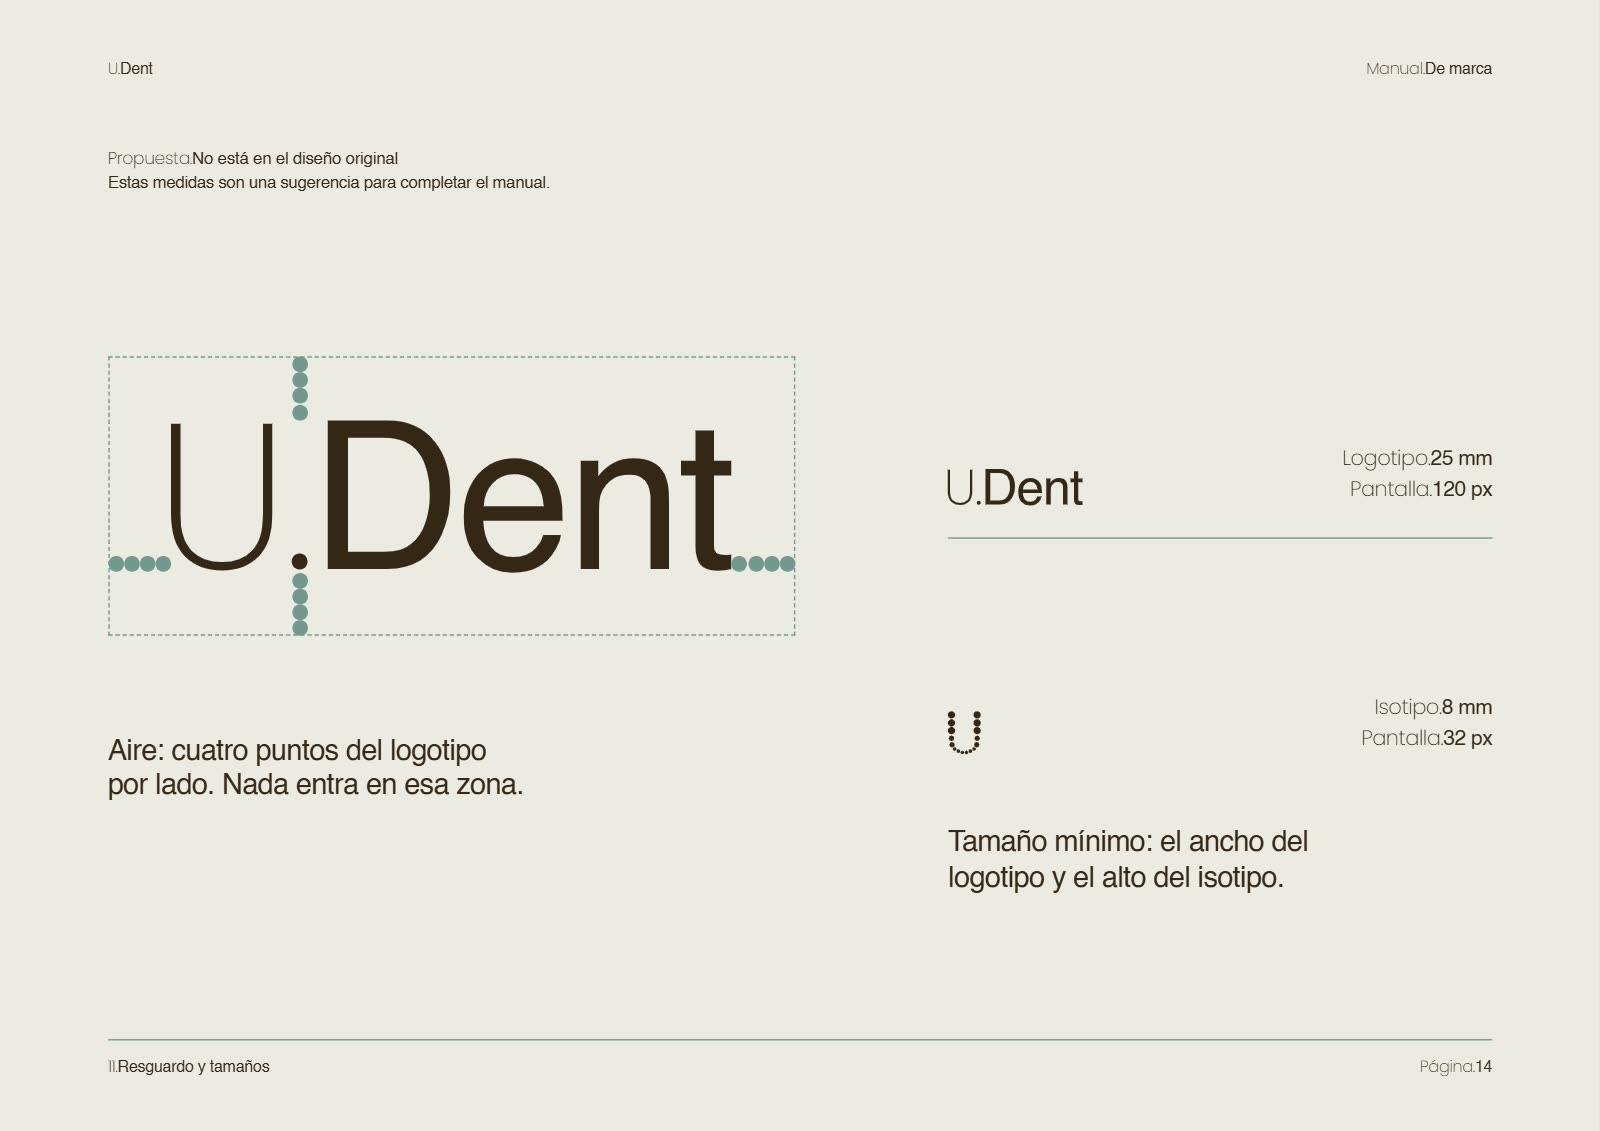 U.Dent
Manual.De marca
Propuesta.No está en el diseño original
Estas medidas son una sugerencia para completar el manual.
U.Dent
Aire: cuatro puntos del logotipo
por lado. Nada entra en esa zona.
U.Dent
Logotipo.25 mm
Pantalla.120 px
U
Isotipo.8 mm
Pantalla.32 px
Tamaño mínimo: el ancho del
logotipo y el alto del isotipo.
11.Resguardo y tamaños
Página.14